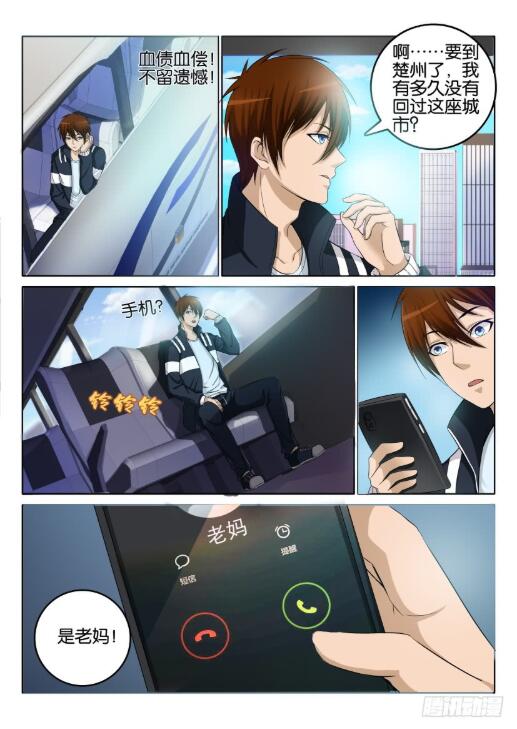 血债血偿!
不留遗憾!
啊……要到
楚州了，我
有多久没有
回过这座城
市?
手机?
铃铃铃
老妈
短信
提醒
是老妈!
腾讯动漫